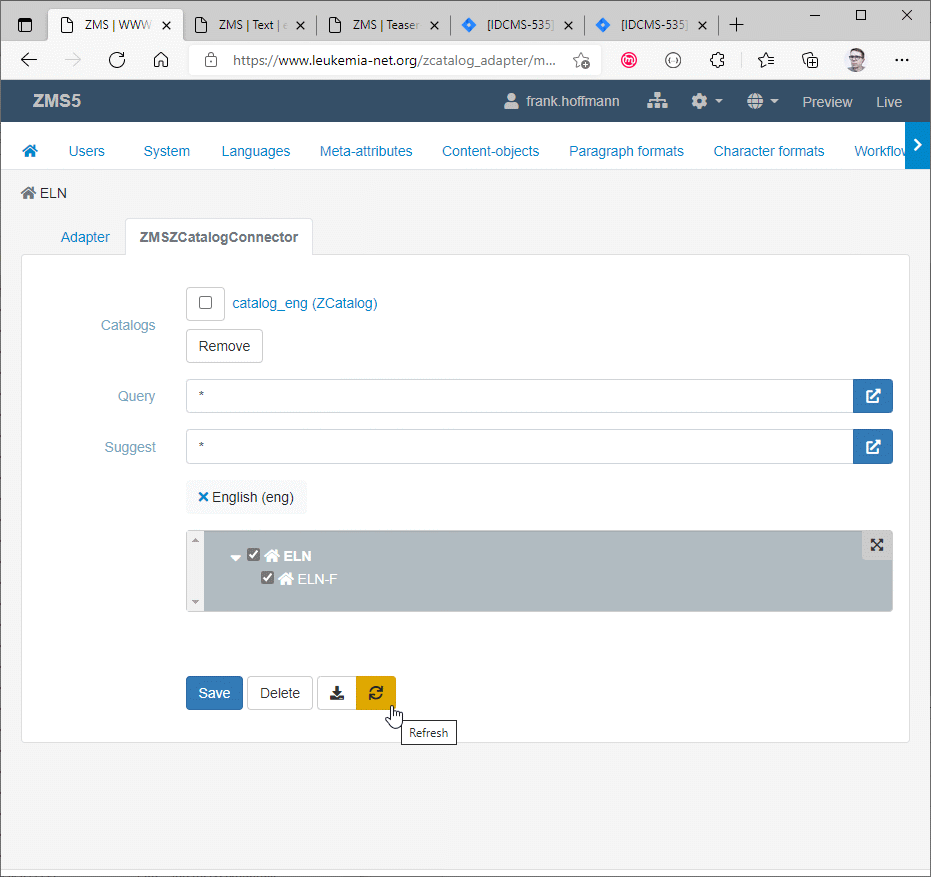 ZMS | WWW
ZMS | Text |
ZMS | Teaser
[IDCMS-535]
[IDCMS-535]
https://www.leukemia-net.org/zcatalog_adapter/m...
ZMS5
frank.hoffmann
Preview
Live
Users
System
Languages
Meta-attributes
Content-objects
Paragraph formats
Character formats
Workflow
ELN
Adapter
ZMSZCatalogConnector
Catalogs
catalog_eng (ZCatalog)
Remove
Query
*
Suggest
*
English (eng)
ELN
ELN-F
Save
Delete
Refresh